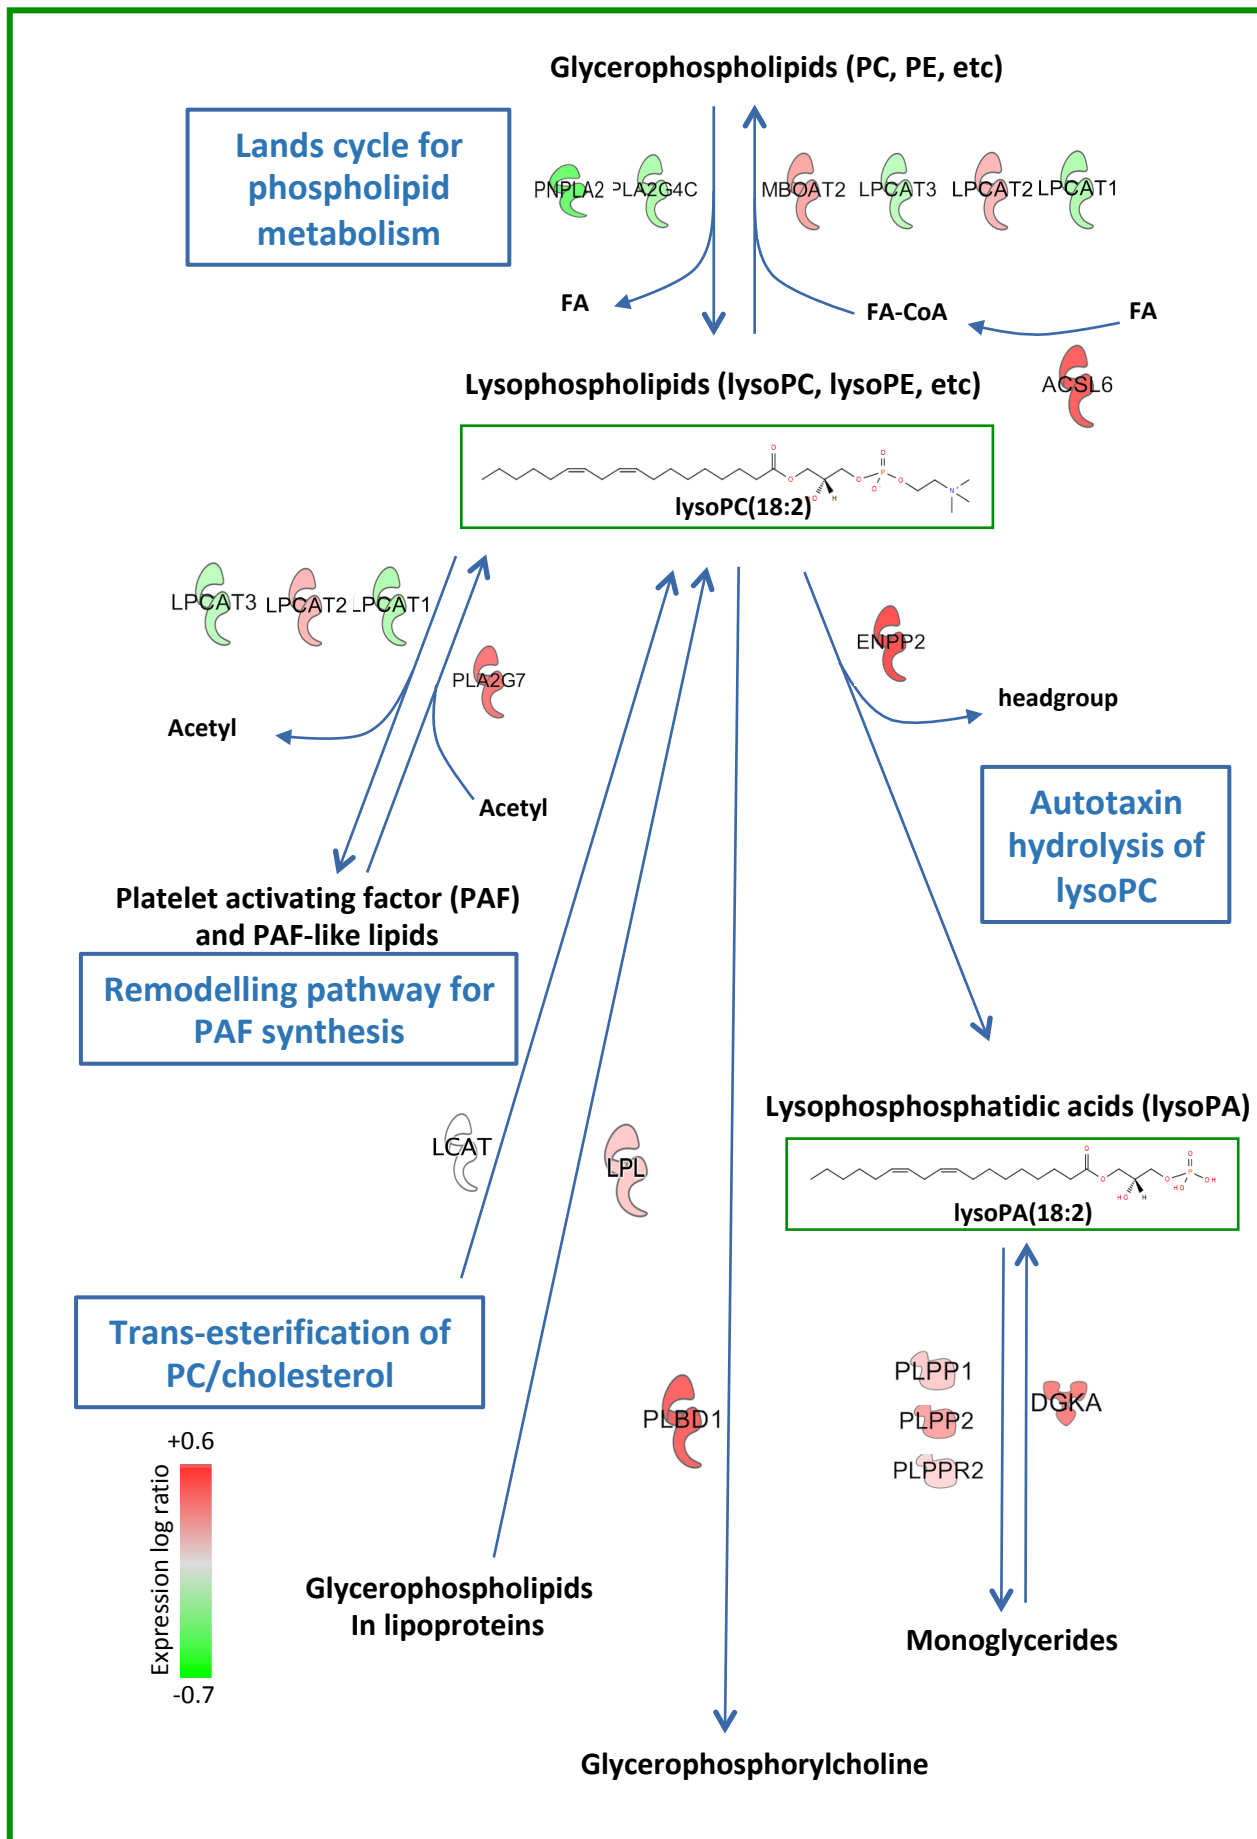 Glycerophospholipids (PC, PE, etc)
Lands cycle for
phospholipid
metabolism
PNPLA2 PLA2G4C MBOAT2 LPCAT3 LPCAT2 LPCAT1
FA
FA-CoA
FA
ACSL6
Lysophospholipids (lysoPC, lysoPE, etc)
lysoPC(18:2)
LPCAT3 LPCAT2 LPCAT1
PLA2G7
ENPP2
headgroup
Acetyl
Acetyl
Autotaxin
hydrolysis of
lysoPC
Platelet activating factor (PAF)
and PAF-like lipids
Remodelling pathway for
PAF synthesis
LCAT
LPL
Lysophosphosphatidic acids (lysoPA)
lysoPA(18:2)
Trans-esterification of
PC/cholesterol
PLBD1
PLPP1
PLPP2
PLPPR2
DGKA
+0.6
Expression log ratio
-0.7
Glycerophospholipids
In lipoproteins
Monoglycerides
Glycerophosphorylcholine